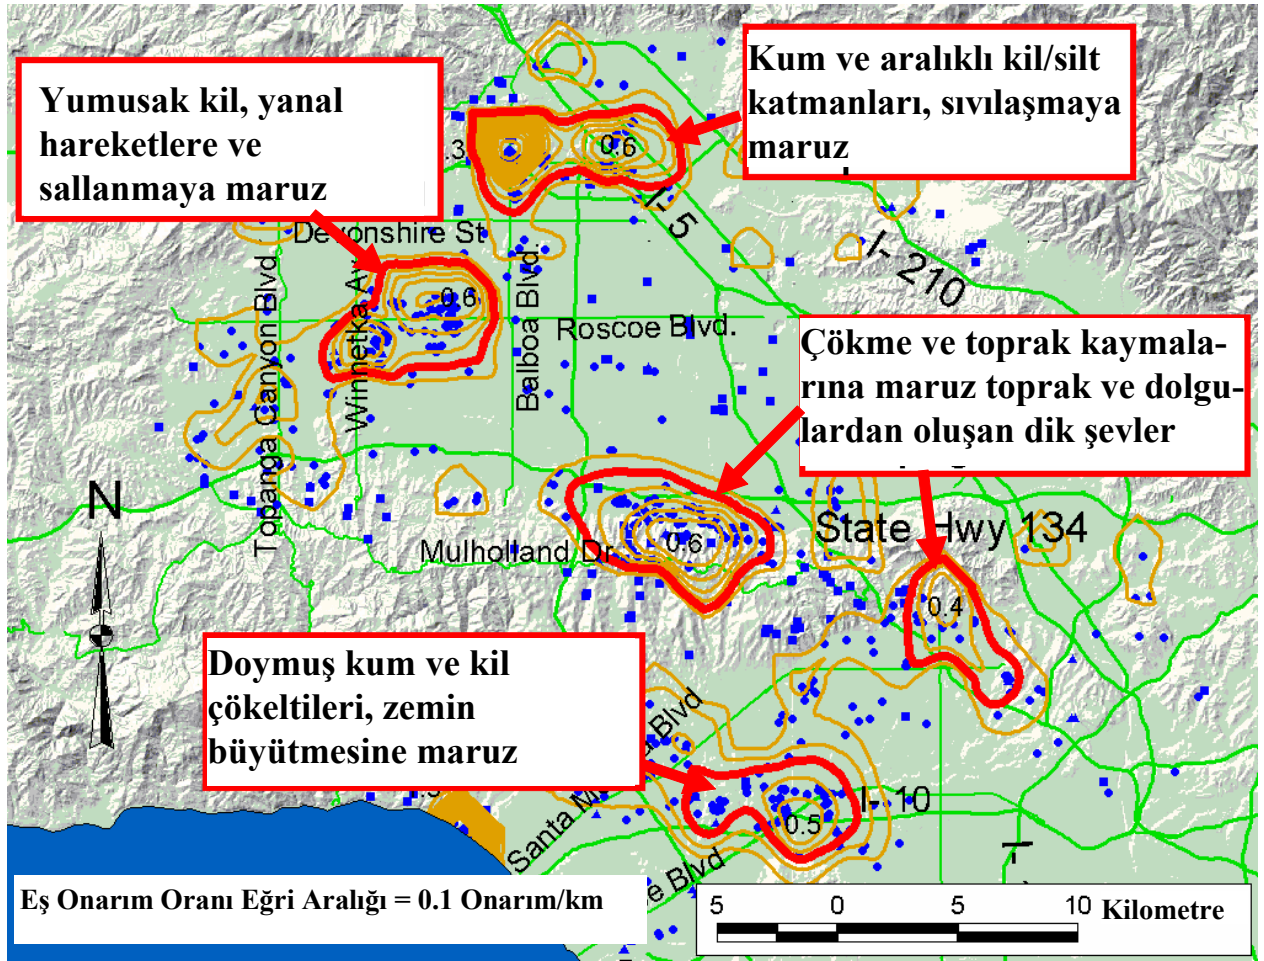 Kum ve aralıklı kil/silt
katmanları, sıvılaşmaya
maruz
Yumusak kil, yanal
hareketlere ve
sallanmaya maruz
.3
0.6
I- 5
Devonshire St
I- 210
Topanga Canyon Blvd
Winnetka Av
0.6
Balboa Blvd.
Roscoe Blvd.
Çökme ve toprak kaymala-
rına maruz toprak ve dolgu-
lardan oluşan dik şevler
N
State Hwy 134
Mulholland Dr
0.6
0.4
Doymuş kum ve kil
çökeltileri, zemin
büyütmesine maruz
Blvd
Santa M
I- 10
0.5
Blvd
Eş Onarım Oranı Eğri Aralığı = 0.1 Onarım/km
5 0 5 10 Kilometre